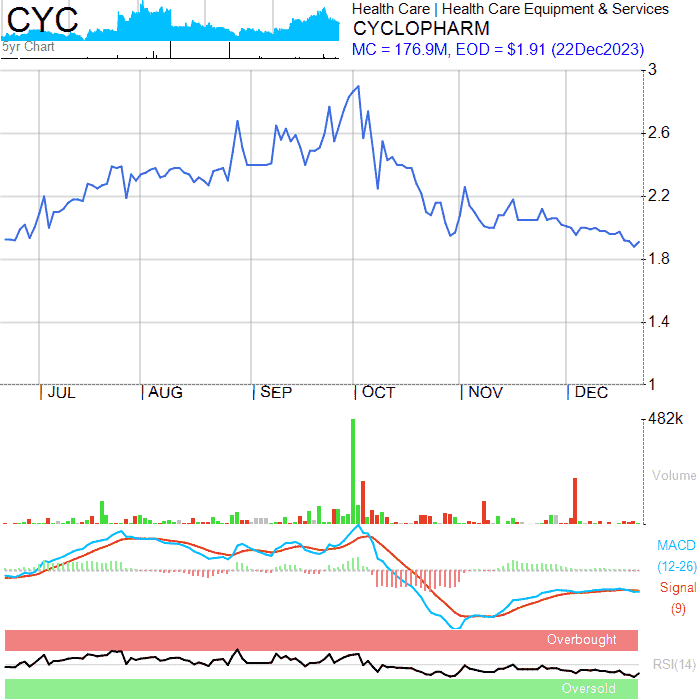 CYC
5yr Chart
Health Care | Health Care Equipment & Services
CYCLOPHARM
MC = 176.9M, EOD = $1.91 (22Dec2023)
3
2.6
2.2
1.8
1.4
1
JUL
AUG
SEP
OCT
NOV
DEC
482k
Volume
MACD
(12-26)
Signal
(9)
Overbought
RSI(14)
Oversold